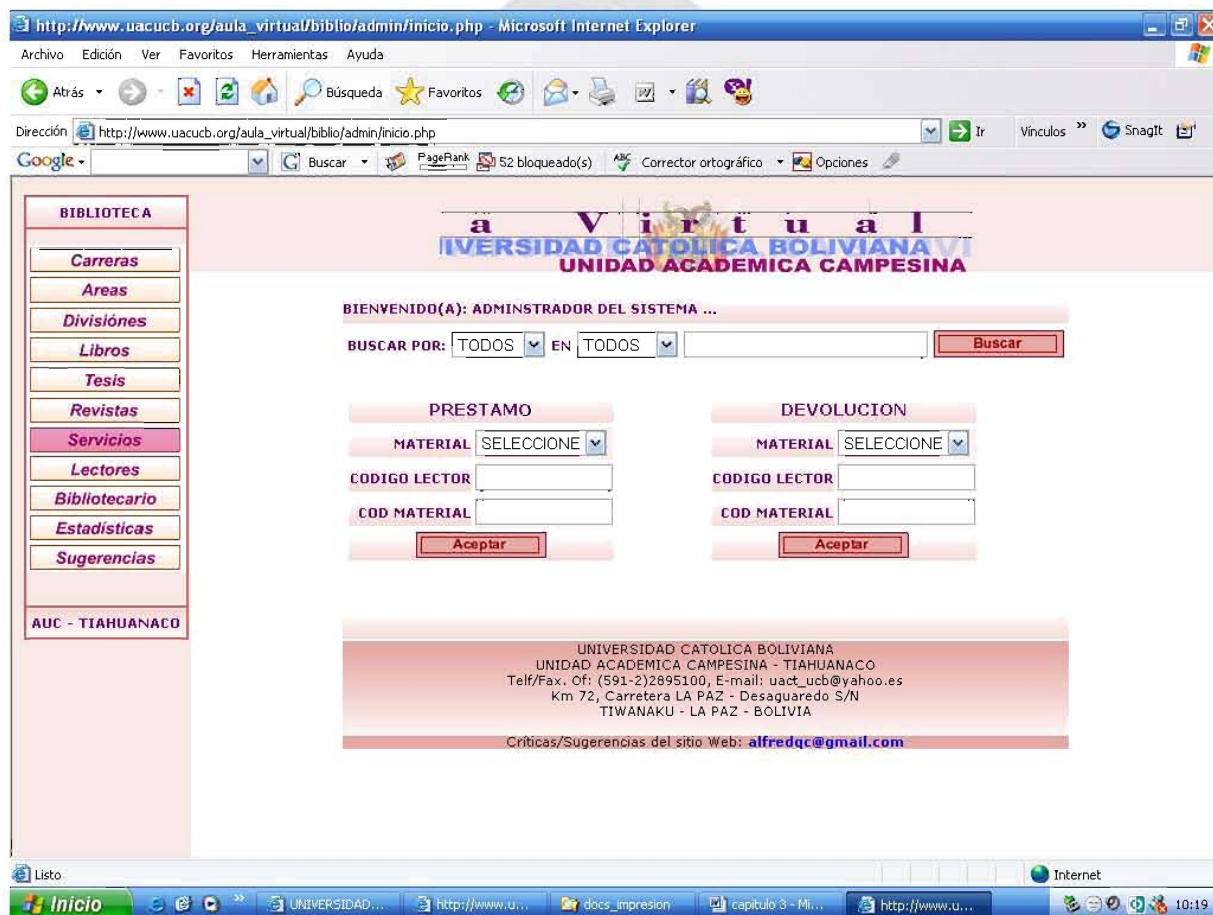 http://www.uacucb.org/aula_virtual/biblio/admin/inicio.php - Microsoft Internet Explorer
Archivo Edición Ver Favoritos Herramientas Ayuda
Atrás Búsqueda Favoritos
Dirección http://www.uacucb.org/aula_virtual/biblio/admin/inicio.php Ir Vínculos » SnagIt
Google Buscar PageRank 52 bloqueado(s) ABC Corrector ortográfico Opciones
BIBLIOTECA
Carreras
Areas
Divisiónes
Libros
Tesis
Revistas
Servicios
Lectores
Bibliotecario
Estadísticas
Sugerencias
AUC - TIAHUANACO
a Virtual
IVERSIDAD CATOLICA BOLIVIANA VI
UNIDAD ACADEMICA CAMPESINA
BIENVENIDO(A): ADMINSTRADOR DEL SISTEMA ...
BUSCAR POR: TODOS EN TODOS Buscar
PRESTAMO
MATERIAL SELECCIONE
CODIGO LECTOR
COD MATERIAL
Aceptar
DEVOLUCION
MATERIAL SELECCIONE
CODIGO LECTOR
COD MATERIAL
Aceptar
UNIVERSIDAD CATOLICA BOLIVIANA
UNIDAD ACADEMICA CAMPESINA - TIAHUANACO
Telf/Fax. Of: (591-2)2895100, E-mail: uact_ucb@yahoo.es
Km 72, Carretera LA PAZ - Desaguaredo S/N
TIWANAKU - LA PAZ - BOLIVIA
Críticas/Sugerencias del sitio Web: alfredqc@gmail.com
Listo Internet
Inicio » UNIVERSIDAD... http://www.u... docs_impresion capitulo 3 - Mi... http://www.u... 10:19